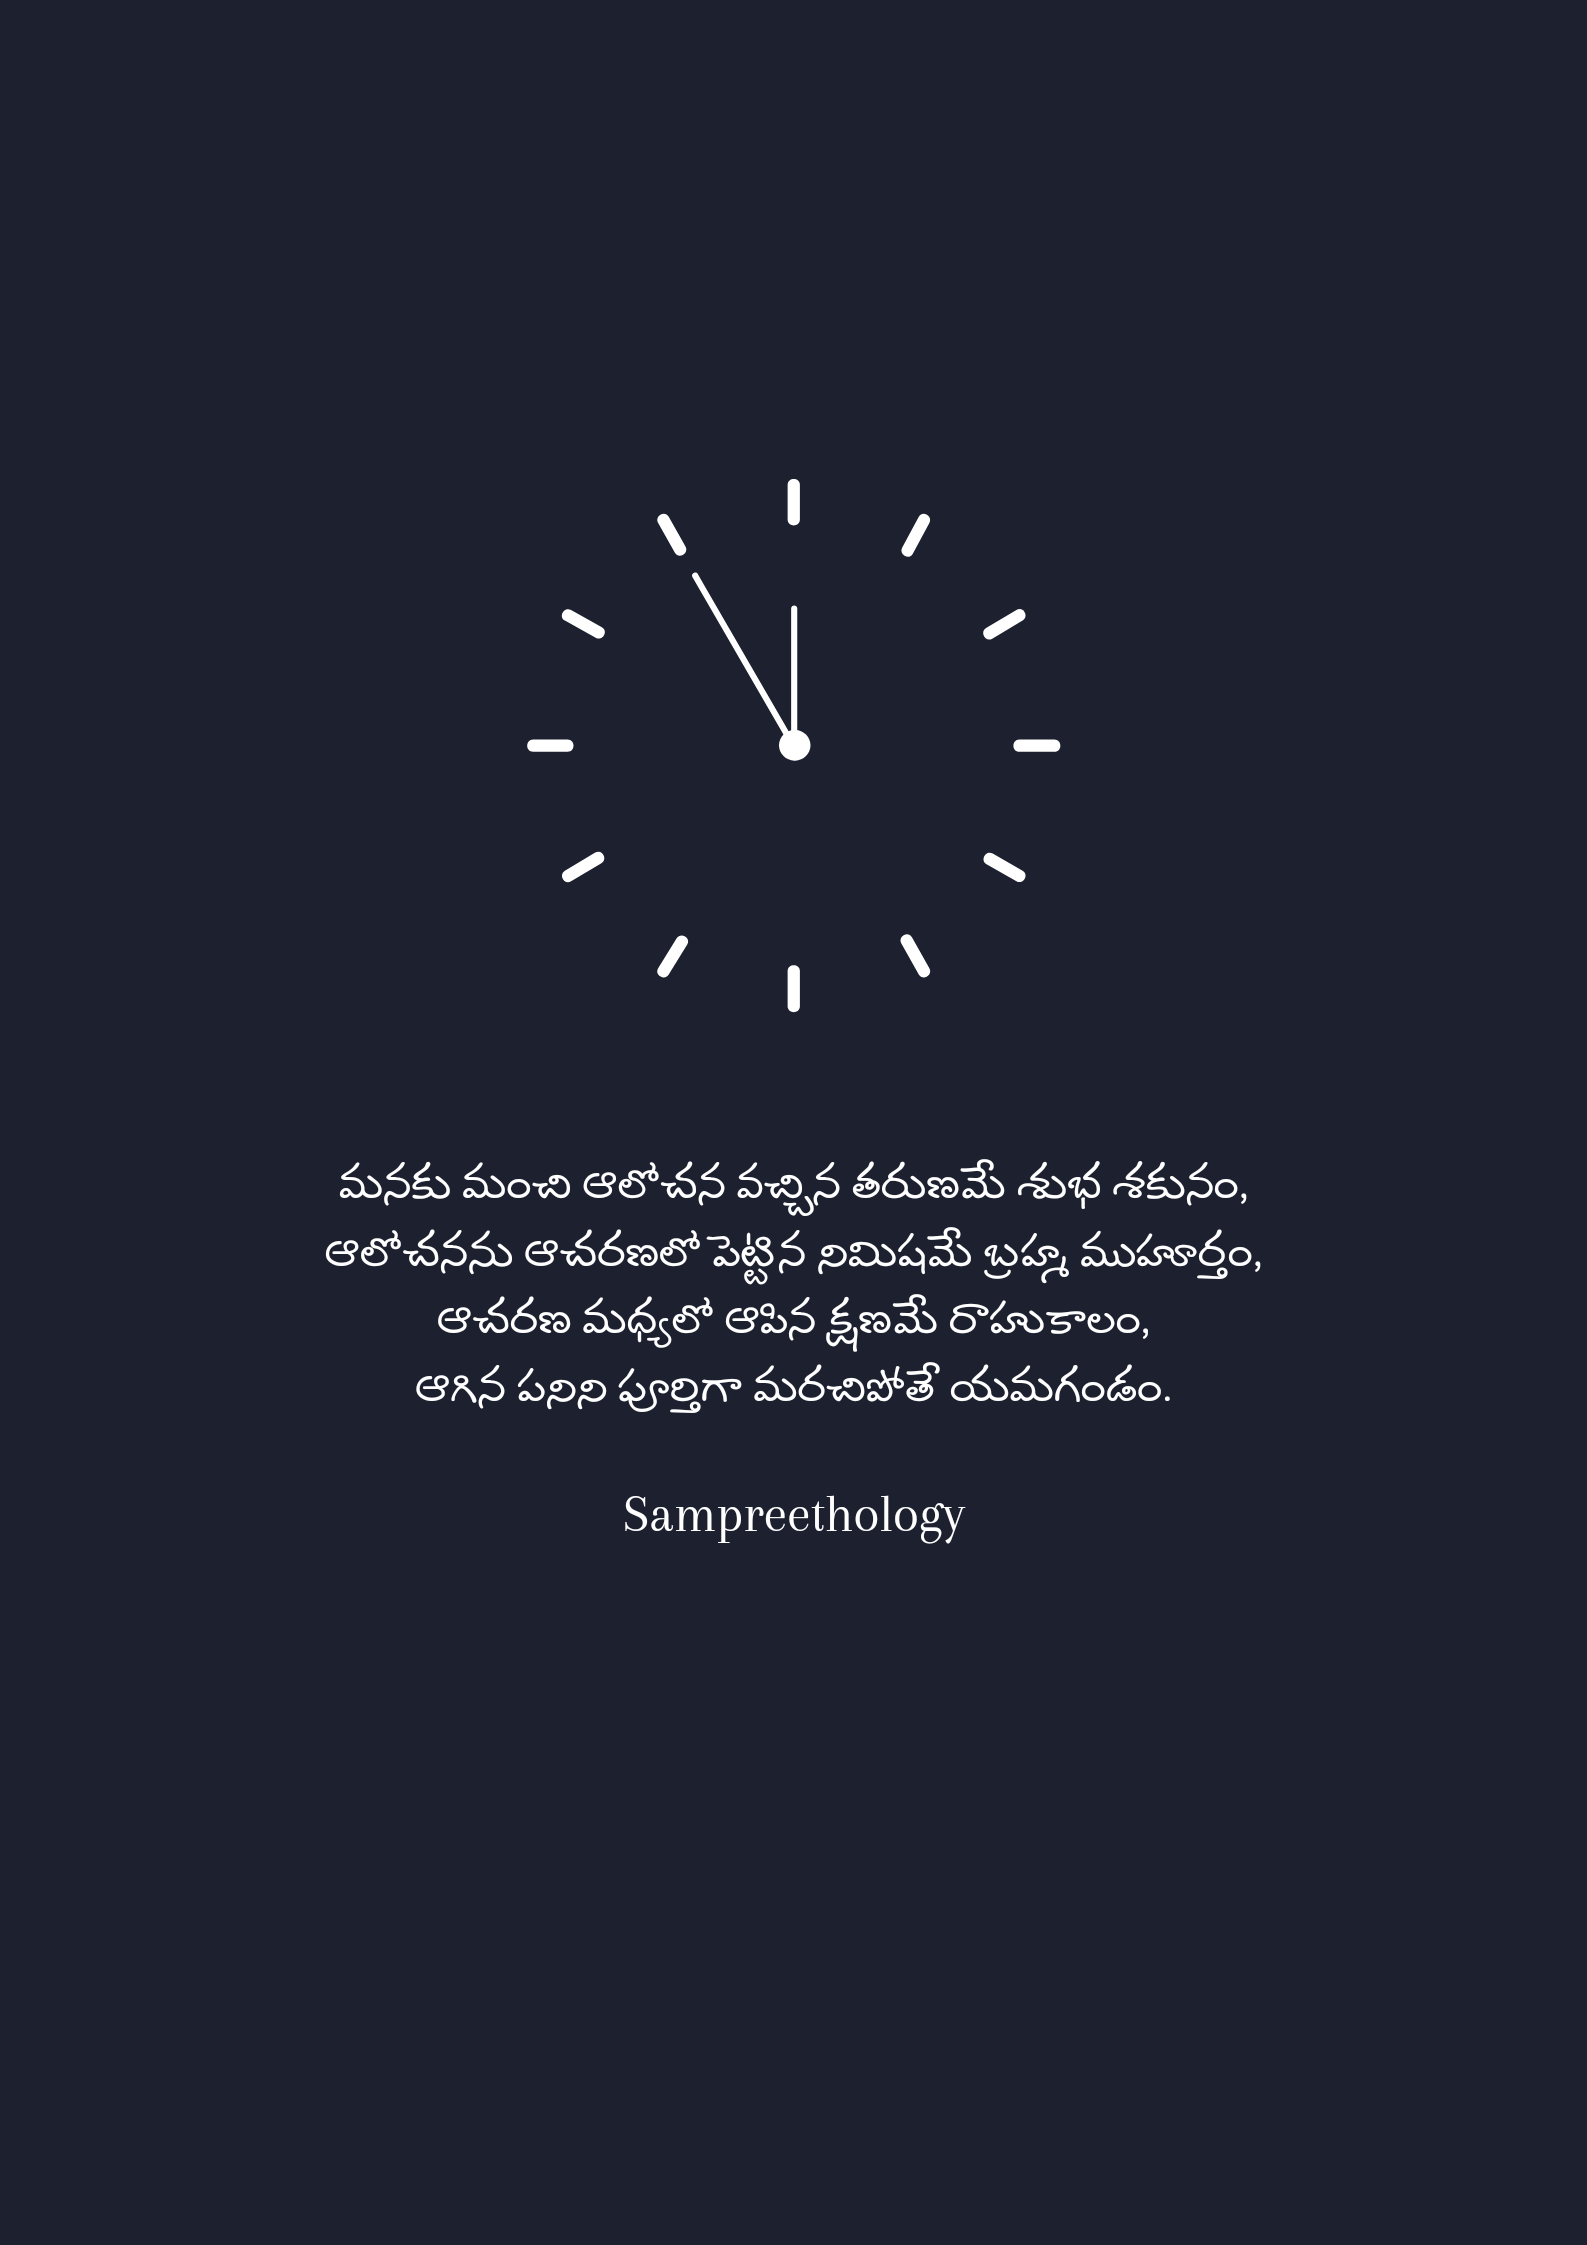 మనకు మంచి ఆలోచన వచ్చిన తరుణమే శుభ శకునం,
ఆలోచనను ఆచరణలో పెట్టిన నిమిషమే బ్రహ్మ ముహూర్తం,
ఆచరణ మధ్యలో ఆపిన క్షణమే రాహుకాలం,
ఆగిన పనిని పూర్తిగా మరచిపోతే యమగండం.
Sampreethology